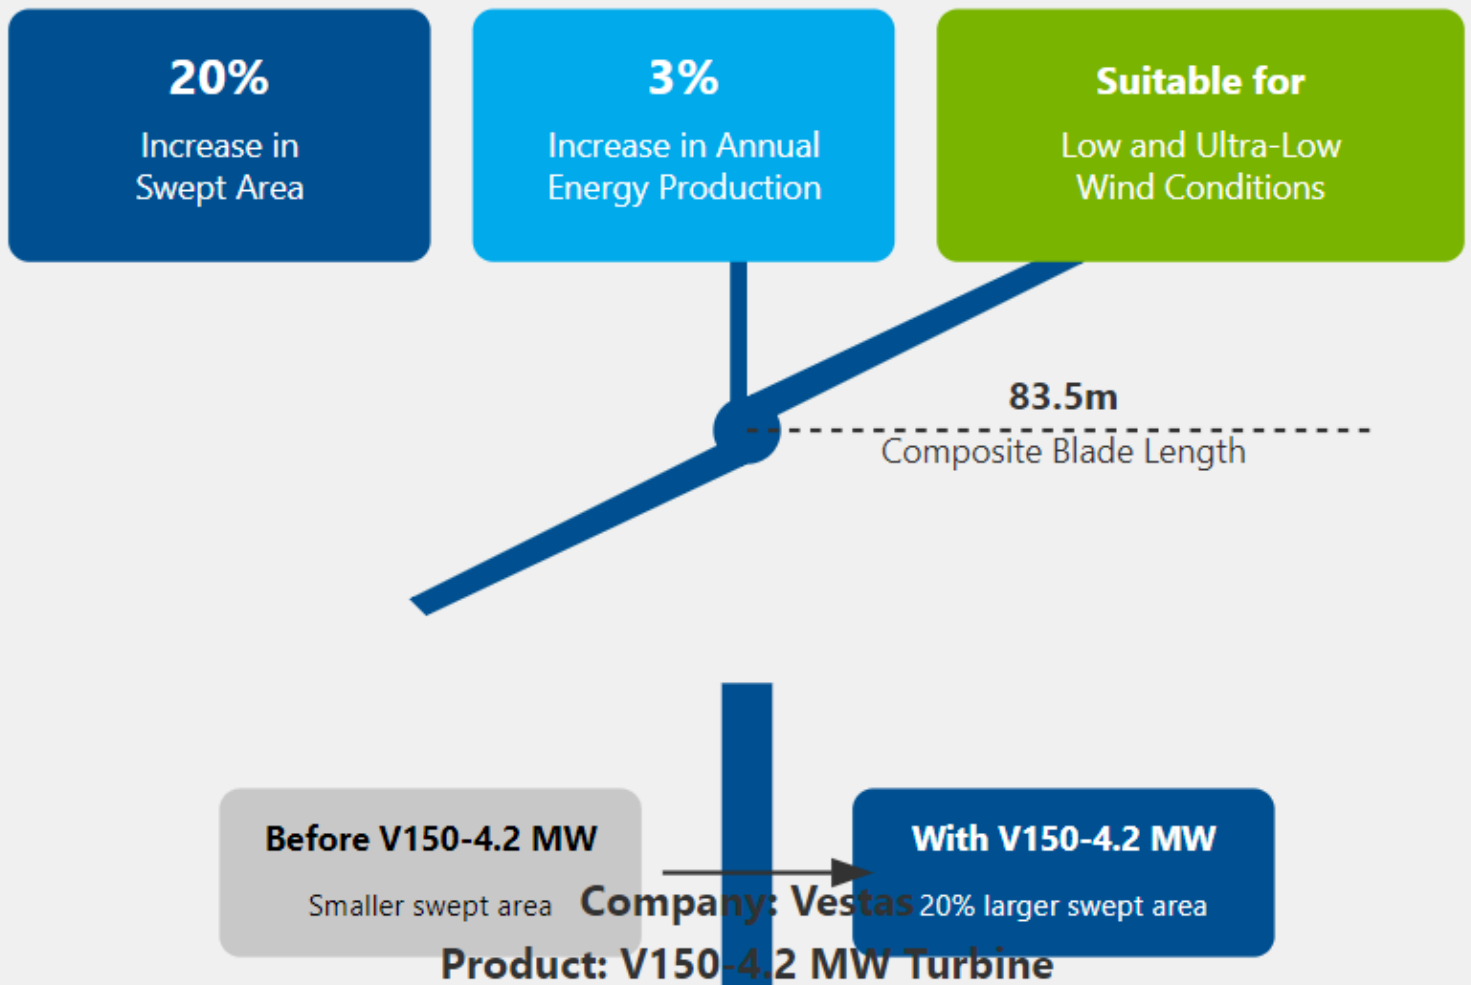 20%
Increase in
Swept Area
3%
Increase in Annual
Energy Production
Suitable for
Low and Ultra-Low
Wind Conditions
83.5m
Composite Blade Length
Before V150-4.2 MW
Smaller swept area
With V150-4.2 MW
20% larger swept area
Company: Vestas
Product: V150-4.2 MW Turbine